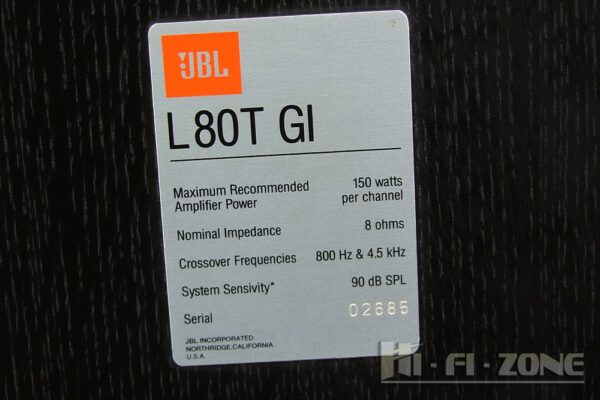 JBL
L80T GI
Maximum Recommended Amplifier Power 150 watts per channel
Nominal Impedance 8 ohms
Crossover Frequencies 800 Hz & 4.5 kHz
System Sensivity* 90 dB SPL
Serial 02685
JBL INCORPORATED
NORTHRIDGE,CALIFORNIA
U.S.A.
HI-FI-ZONE